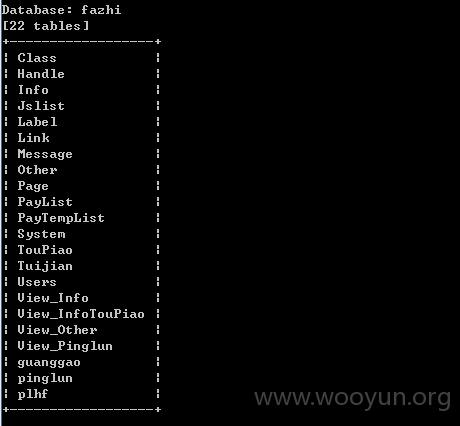 Database: fazhi
[22 tables]
+-------------------+
¦ Class             ¦
¦ Handle            ¦
¦ Info              ¦
¦ Jslist            ¦
¦ Label             ¦
¦ Link              ¦
¦ Message           ¦
¦ Other             ¦
¦ Page              ¦
¦ PayList           ¦
¦ PayTempList       ¦
¦ System            ¦
¦ TouPiao           ¦
¦ Tuijian           ¦
¦ Users             ¦
¦ View_Info         ¦
¦ View_InfoTouPiao  ¦
¦ View_Other        ¦
¦ View_Pinglun      ¦
¦ guanggao          ¦
¦ pinglun           ¦
¦ plhf              ¦
+-------------------+
www.wooyun.org